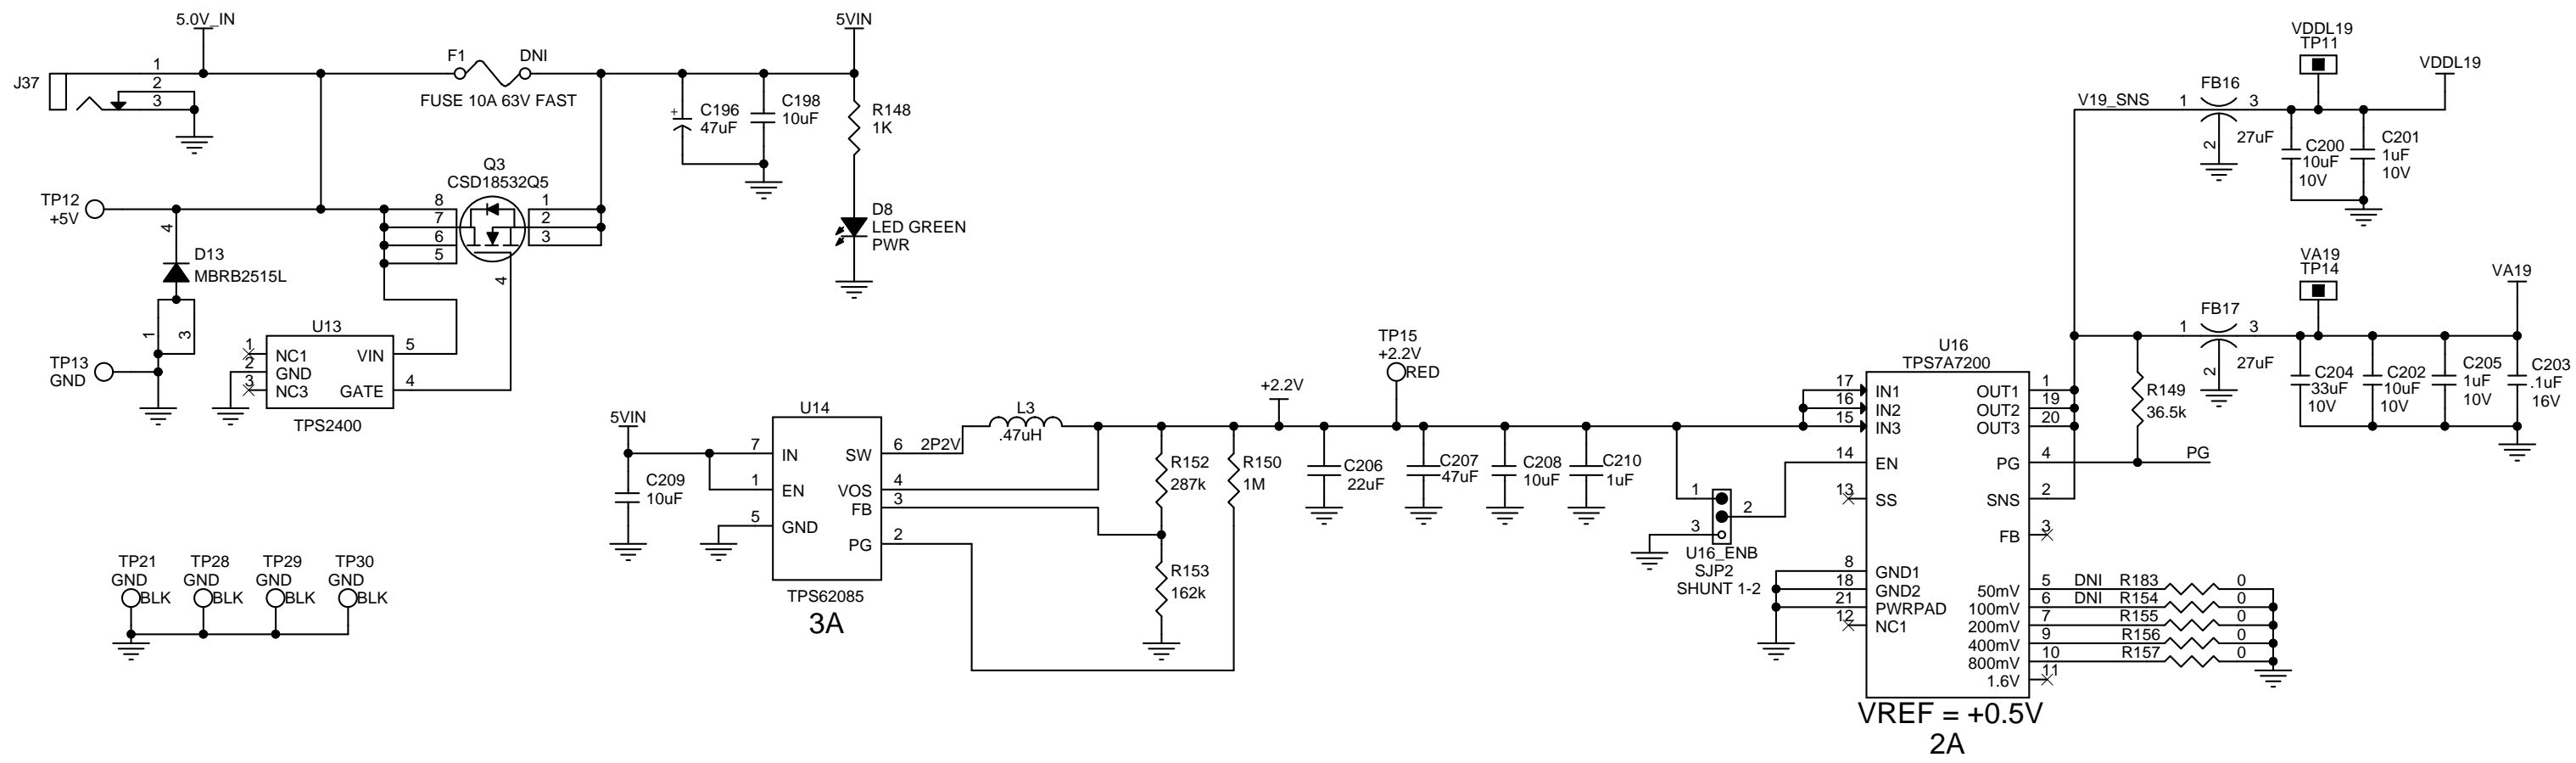 5.0V_IN
J37
1
2
3
F1
DNI
FUSE 10A 63V FAST
5VIN
C196
47uF
+
C198
10uF
R148
1K
D8
LED GREEN
PWR
TP12
+5V
4
D13
MBRB2515L
1
3
TP13
GND
Q3
CSD18532Q5
8
7
6
5
1
2
3
4
U13
1
2
3
NC1
GND
NC3
VIN
GATE
5
4
TPS2400
TP21
GND
BLK
TP28
GND
BLK
TP29
GND
BLK
TP30
GND
BLK
5VIN
C209
10uF
U14
7
1
5
IN
EN
GND
SW
VOS
FB
PG
6
4
3
2
TPS62085
3A
2P2V
L3
.47uH
R152
287k
R153
162k
R150
1M
+2.2V
C206
22uF
TP15
+2.2V
RED
C207
47uF
C208
10uF
C210
1uF
1
2
3
U16_ENB
SJP2
SHUNT 1-2
U16
TPS7A7200
17
16
15
14
13
8
18
21
12
IN1
IN2
IN3
EN
SS
GND1
GND2
PWRPAD
NC1
OUT1
OUT2
OUT3
PG
SNS
FB
50mV
100mV
200mV
400mV
800mV
1.6V
1
19
20
4
2
3
5
6
7
9
10
11
VREF = +0.5V
2A
DNI R183 0
DNI R154 0
R155 0
R156 0
R157 0
PG
R149
36.5k
V19_SNS
FB16
1
3
2
27uF
VDDL19
TP11
VDDL19
C200
10uF
10V
C201
1uF
10V
FB17
1
3
2
27uF
VA19
TP14
VA19
C204
33uF
10V
C202
10uF
10V
C205
1uF
10V
C203
.1uF
16V